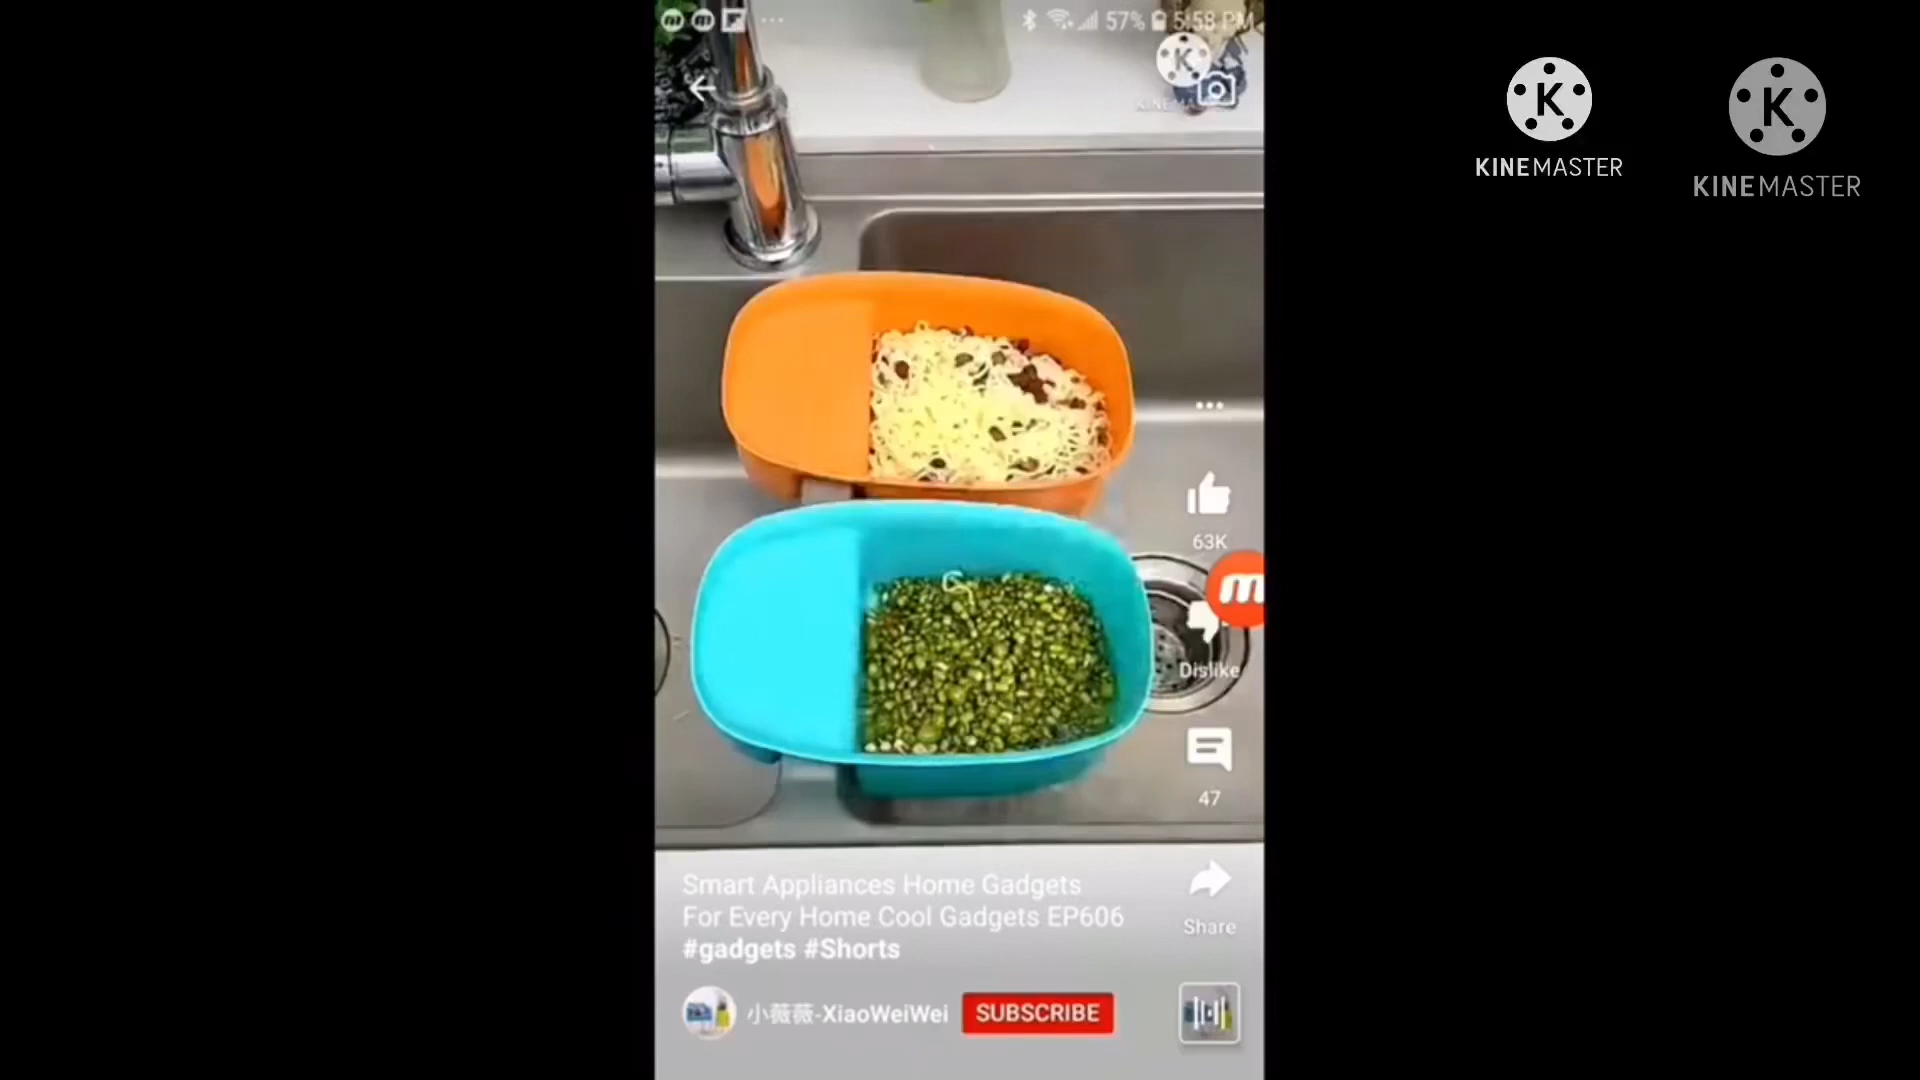 57% 5:58 PM
KINEMASTER
KINEMASTER
63K
Dislike
47
Smart Appliances Home Gadgets
For Every Home Cool Gadgets EP606
#gadgets #Shorts
Share
小薇薇-XiaoWeiWei
SUBSCRIBE